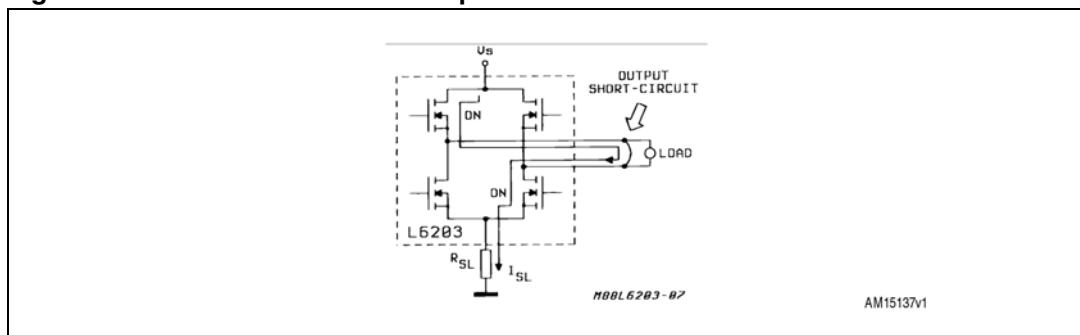 Vs
OUTPUT
SHORT-CIRCUIT
ON
LOAD
ON
L6203
RSL
ISL
M88L6203-07
AM15137v1